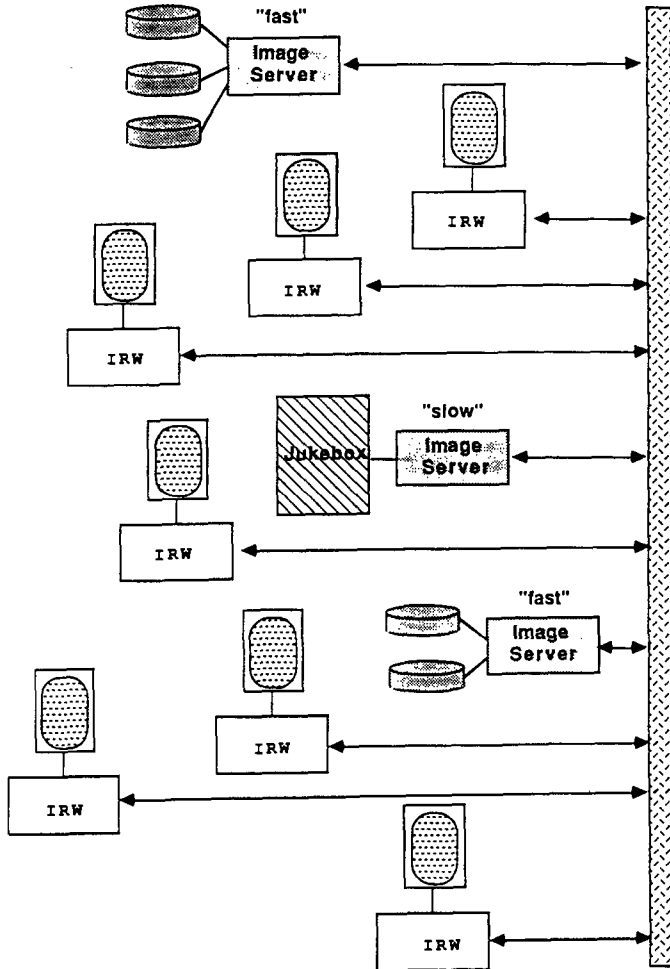 "fast"
Image
Server
IRW
IRW
IRW
"slow"
Jukebox
Image
Server
IRW
"fast"
Image
Server
IRW
IRW
IRW